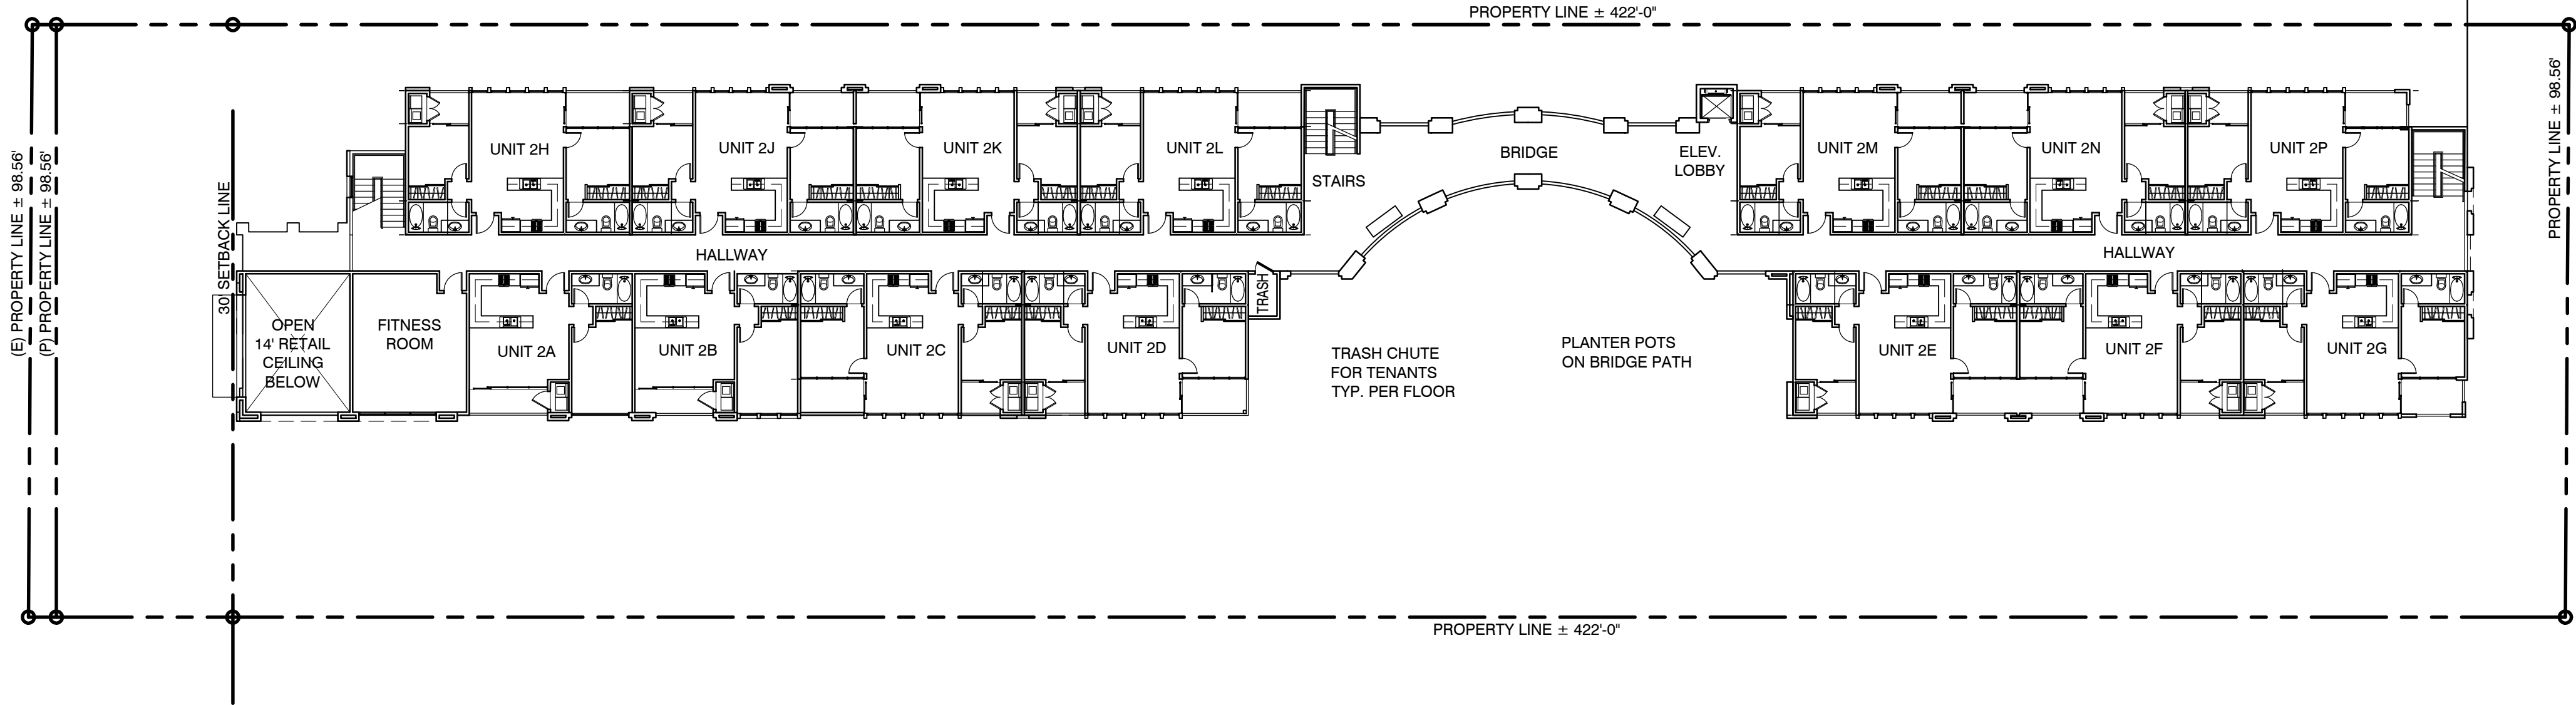 PROPERTY LINE ± 422'-0"
(E) PROPERTY LINE ± 98.56'
(P) PROPERTY LINE ± 98.56'
30' SETBACK LINE
PROPERTY LINE ± 98.56'
UNIT 2H
UNIT 2J
UNIT 2K
UNIT 2L
STAIRS
BRIDGE
ELEV.
LOBBY
UNIT 2M
UNIT 2N
UNIT 2P
HALLWAY
HALLWAY
OPEN
14' RETAIL
CEILING
BELOW
FITNESS
ROOM
UNIT 2A
UNIT 2B
UNIT 2C
UNIT 2D
TRASH
TRASH CHUTE
FOR TENANTS
TYP. PER FLOOR
PLANTER POTS
ON BRIDGE PATH
UNIT 2E
UNIT 2F
UNIT 2G
PROPERTY LINE ± 422'-0"